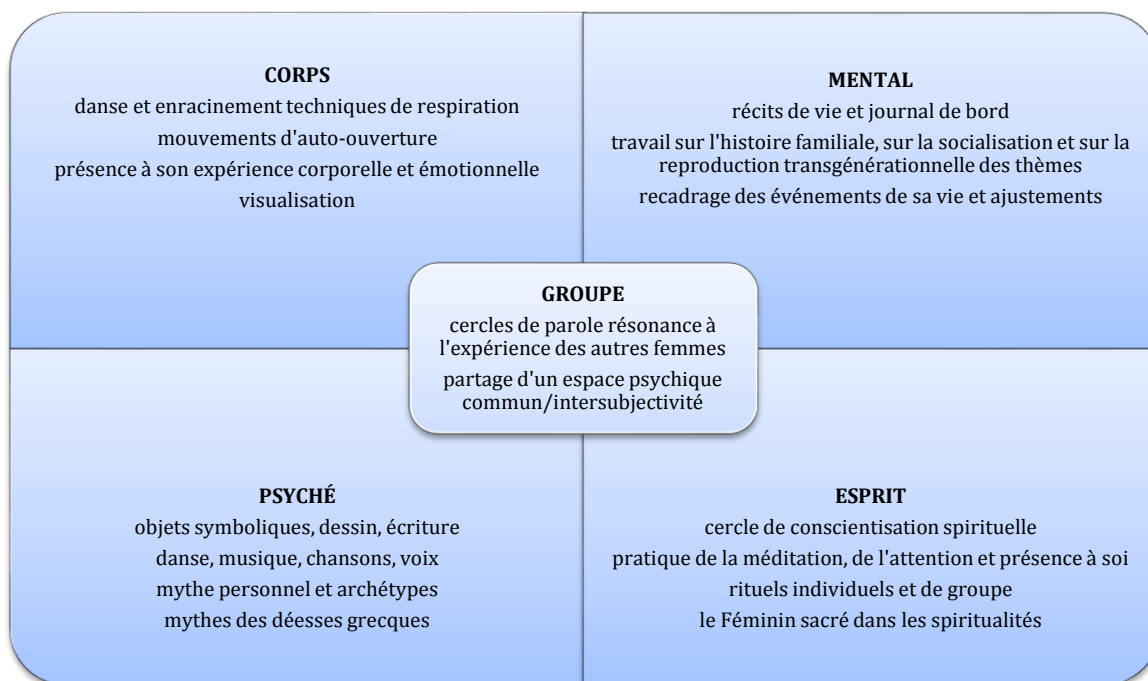 CORPS
danse et enracinement techniques de respiration
mouvements d'auto-ouverture
présence à son expérience corporelle et émotionnelle
visualisation
MENTAL
récits de vie et journal de bord
travail sur l'histoire familiale, sur la socialisation et sur la
reproduction transgénérationnelle des thèmes
recadrage des événements de sa vie et ajustements
GROUPE
cercles de parole résonance à
l'expérience des autres femmes
partage d'un espace psychique
commun/intersubjectivité
PSYCHÉ
objets symboliques, dessin, écriture
danse, musique, chansons, voix
mythe personnel et archétypes
mythes des déesses grecques
ESPRIT
cercle de conscientisation spirituelle
pratique de la méditation, de l'attention et présence à soi
rituels individuels et de groupe
le Féminin sacré dans les spiritualités